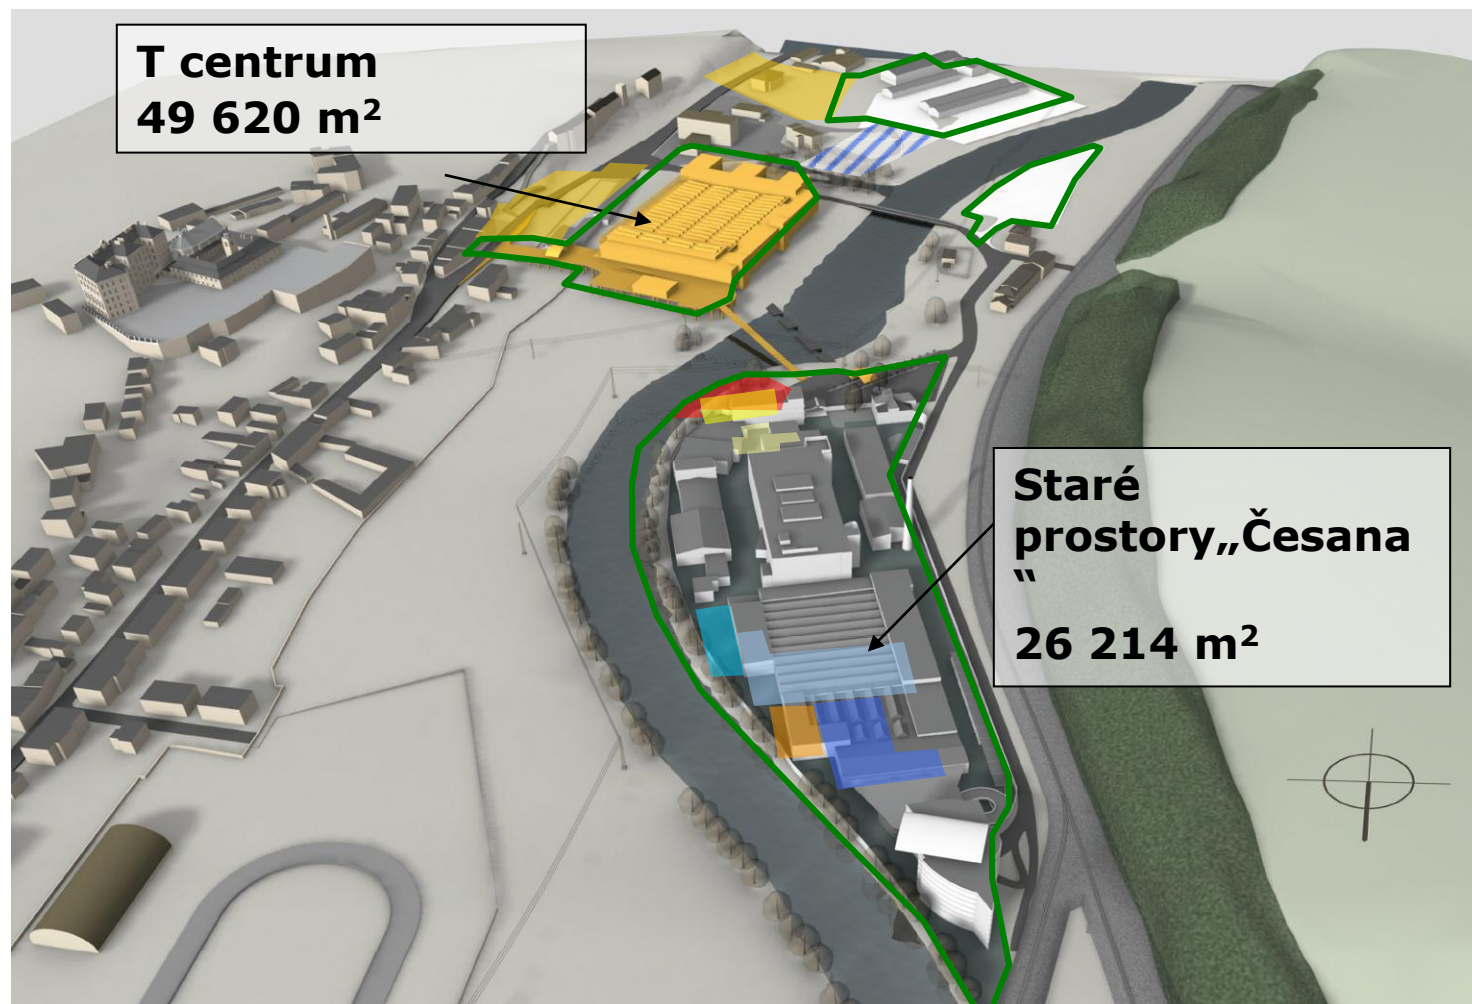 T centrum
49 620 m²
Staré
prostory„Česana
“
26 214 m²